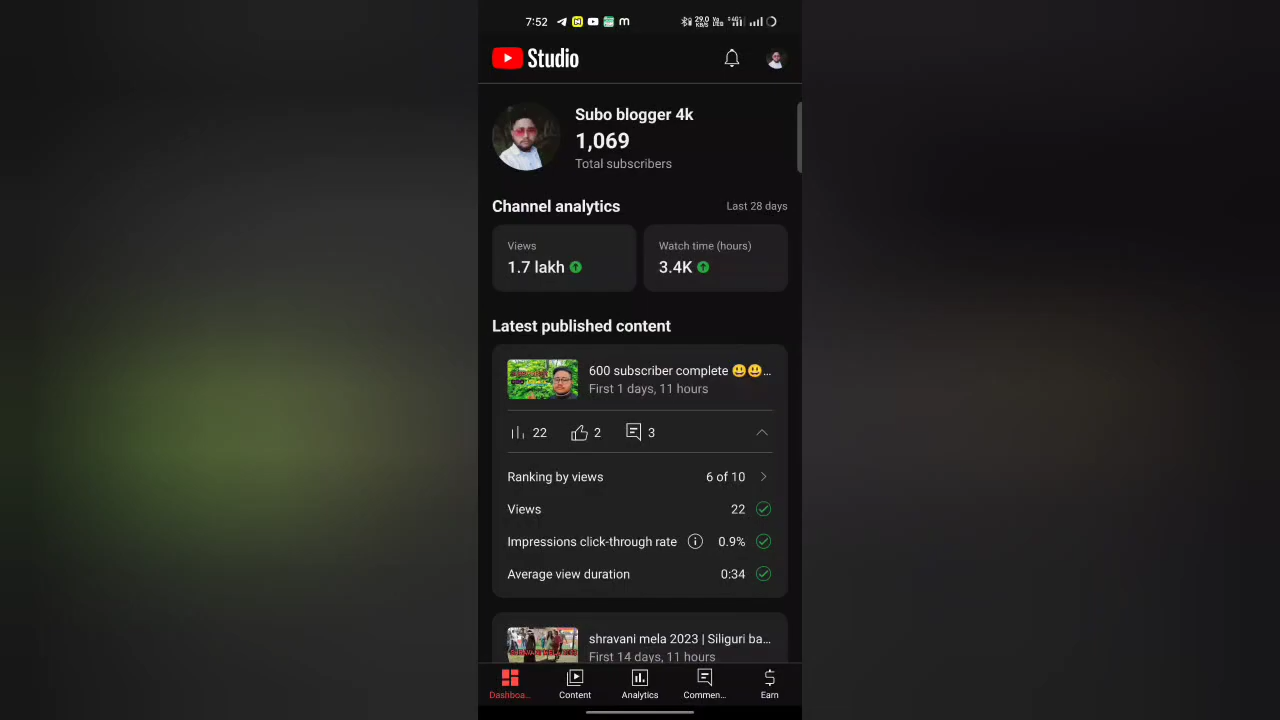 7:52
Studio
Subo blogger 4k
1,069
Total subscribers
Channel analytics
Last 28 days
Views
1.7 lakh
Watch time (hours)
3.4K
Latest published content
600 subscriber complete 😃😃...
First 1 days, 11 hours
22
2
3
Ranking by views
6 of 10
Views
22
Impressions click-through rate
0.9%
Average view duration
0:34
shravani mela 2023 | Siliguri ba...
First 14 days, 11 hours
Dashboa...
Content
Analytics
Commen...
Earn